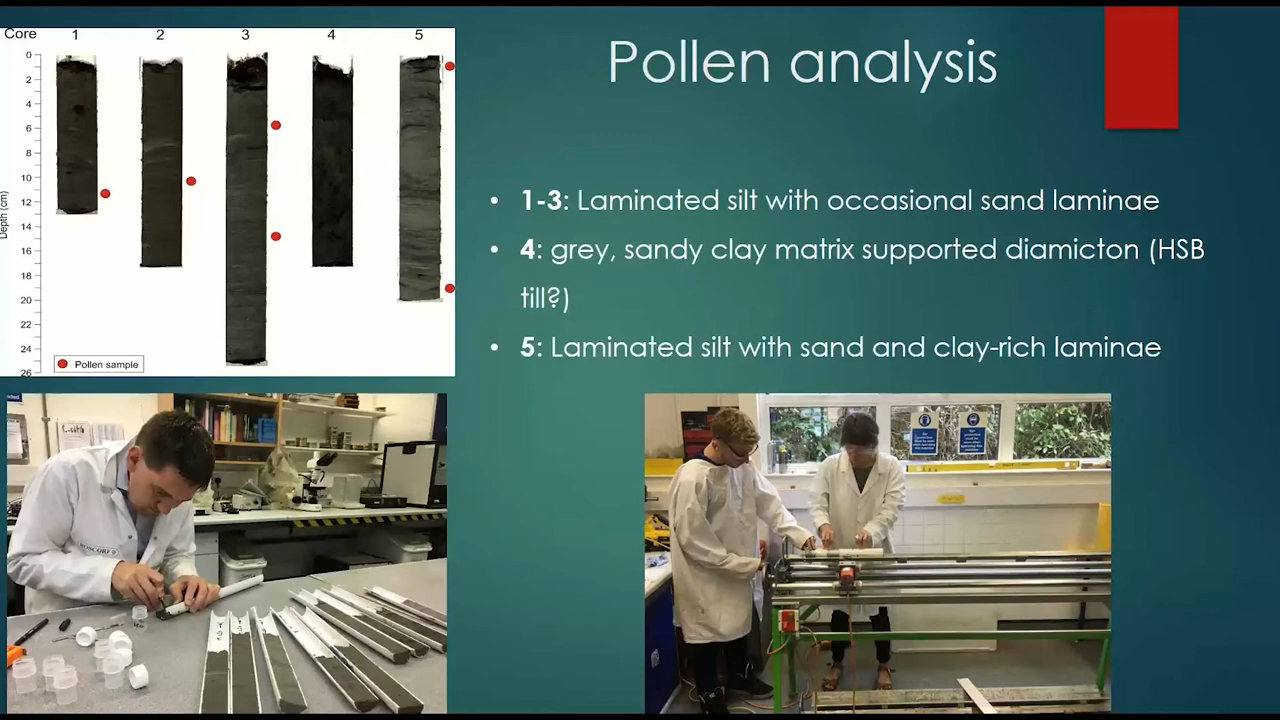 Pollen analysis
Core 1 2 3 4 5
0
2
4
6
8
10
12
14
16
18
20
22
24
26
Depth (cm)
Pollen sample
• 1-3: Laminated silt with occasional sand laminae
• 4: grey, sandy clay matrix supported diamicton (HSB
till?)
• 5: Laminated silt with sand and clay-rich laminae